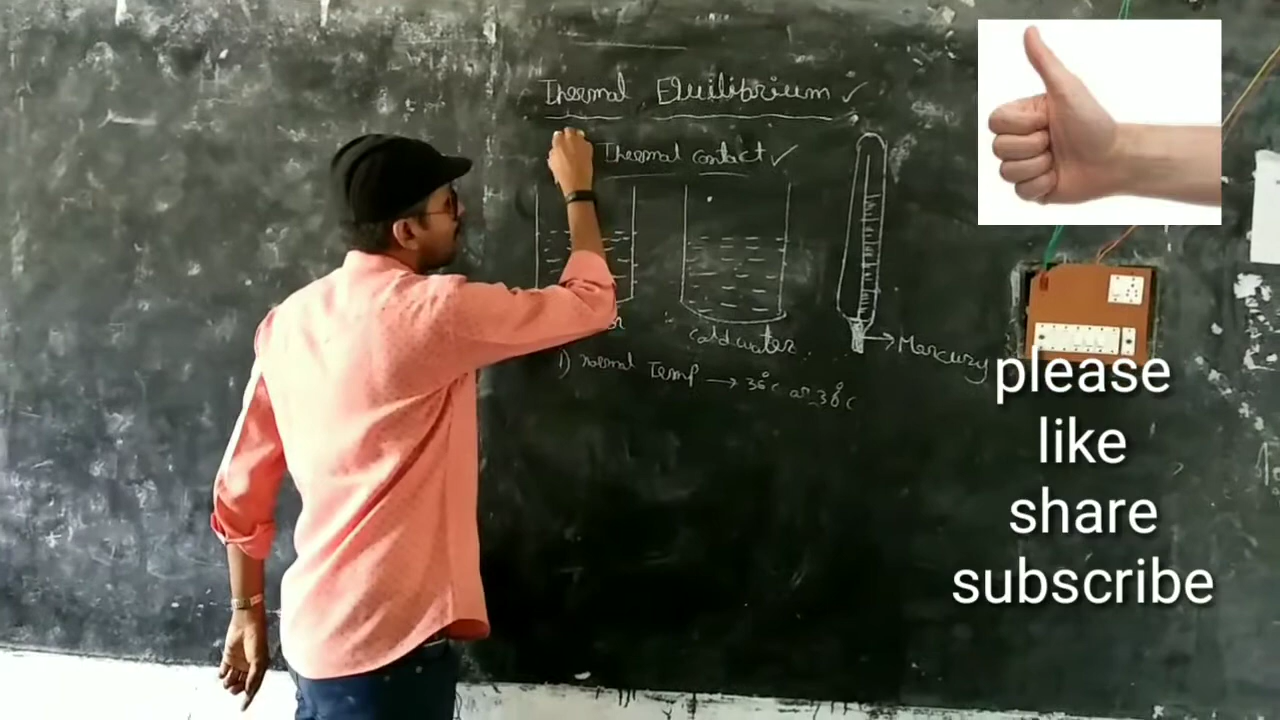 Thermal Equilibrium ✓
Thermal contact ✓
cold water
Mercury
1) normal Temp → 36°c or 38°c
please
like
share
subscribe